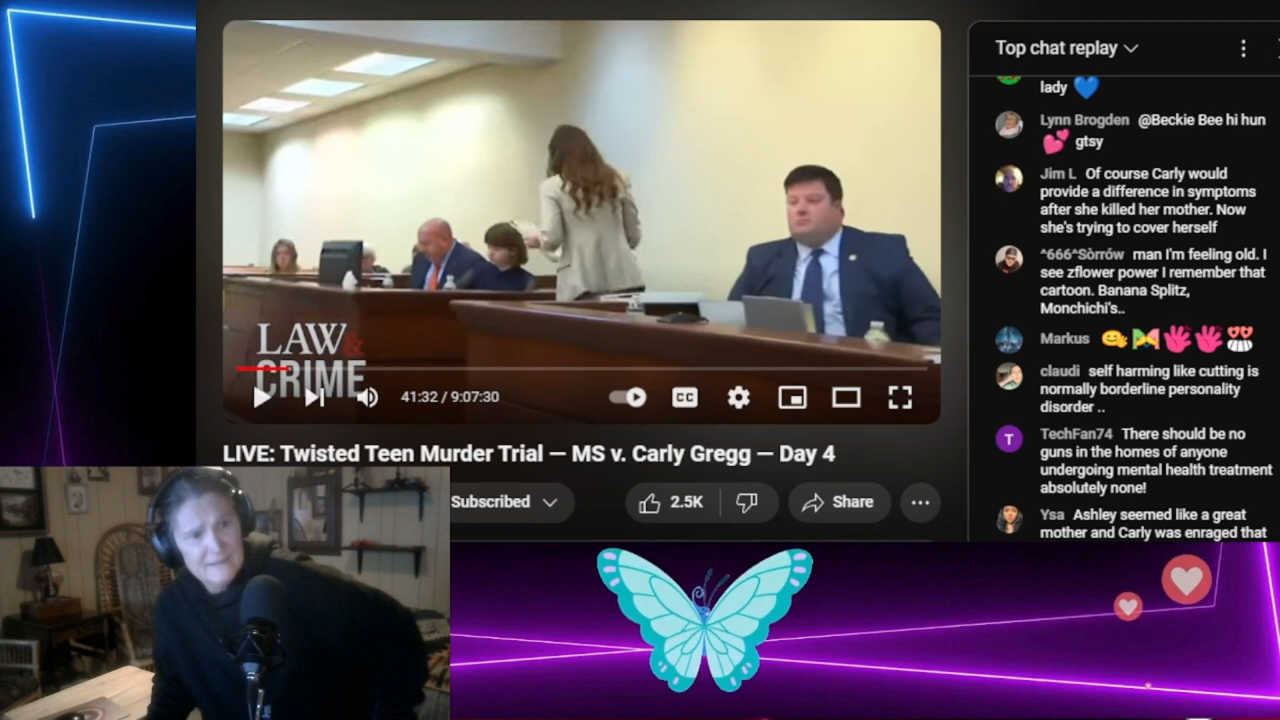 Top chat replay
lady
Lynn Brogden @Beckie Bee hi hun
gtsy
Jim L Of course Carly would
provide a difference in symptoms
after she killed her mother. Now
she's trying to cover herself
^666^Sòrrów man I'm feeling old. I
see zflower power I remember that
cartoon. Banana Splitz,
Monchichi's..
Markus
claudi self harming like cutting is
normally borderline personality
disorder ..
T TechFan74 There should be no
guns in the homes of anyone
undergoing mental health treatment
absolutely none!
Ysa Ashley seemed like a great
mother and Carly was enraged that
LAW&
CRIME
41:32 / 9:07:30
CC
LIVE: Twisted Teen Murder Trial — MS v. Carly Gregg — Day 4
Subscribed
2.5K
Share